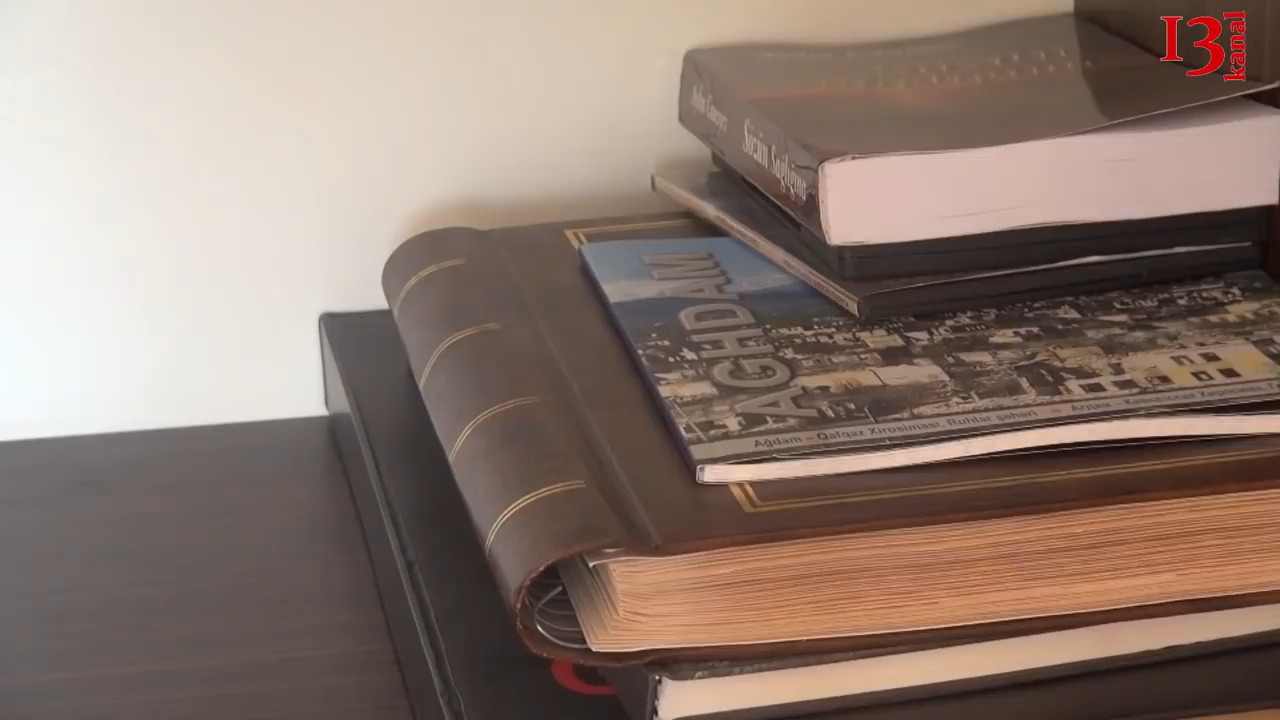 13
kanal
Sözün Sağlığına
AGHDAM
Ağdam – Qafqaz Xirosiması, Ruhlar şəhəri